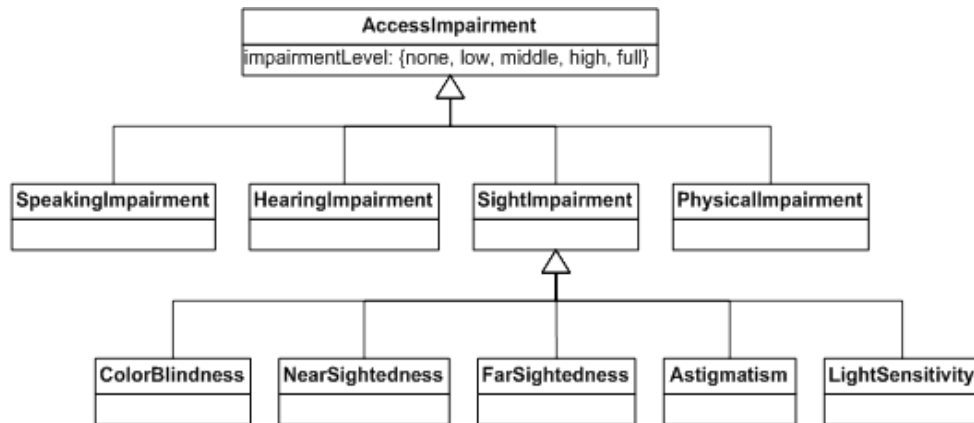 AccessImpairment
impairmentLevel: {none, low, middle, high, full}
SpeakingImpairment
HearingImpairment
SightImpairment
PhysicalImpairment
ColorBlindness
NearSightedness
FarSightedness
Astigmatism
LightSensitivity